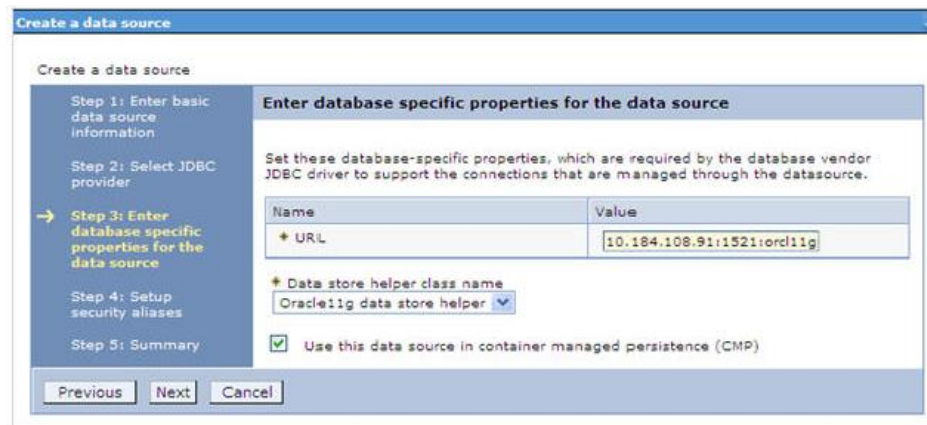 Create a data source
Create a data source
Step 1: Enter basic
data source
information
Step 2: Select JDBC
provider
Step 3: Enter
database specific
properties for the
data source
Step 4: Setup
security aliases
Step 5: Summary
Enter database specific properties for the data source
Set these database-specific properties, which are required by the database vendor
JDBC driver to support the connections that are managed through the datasource.
Name Value
URL 10.184.108.91:1521:orcl11g
Data store helper class name
Oracle11g data store helper
Use this data source in container managed persistence (CMP)
Previous Next Cancel